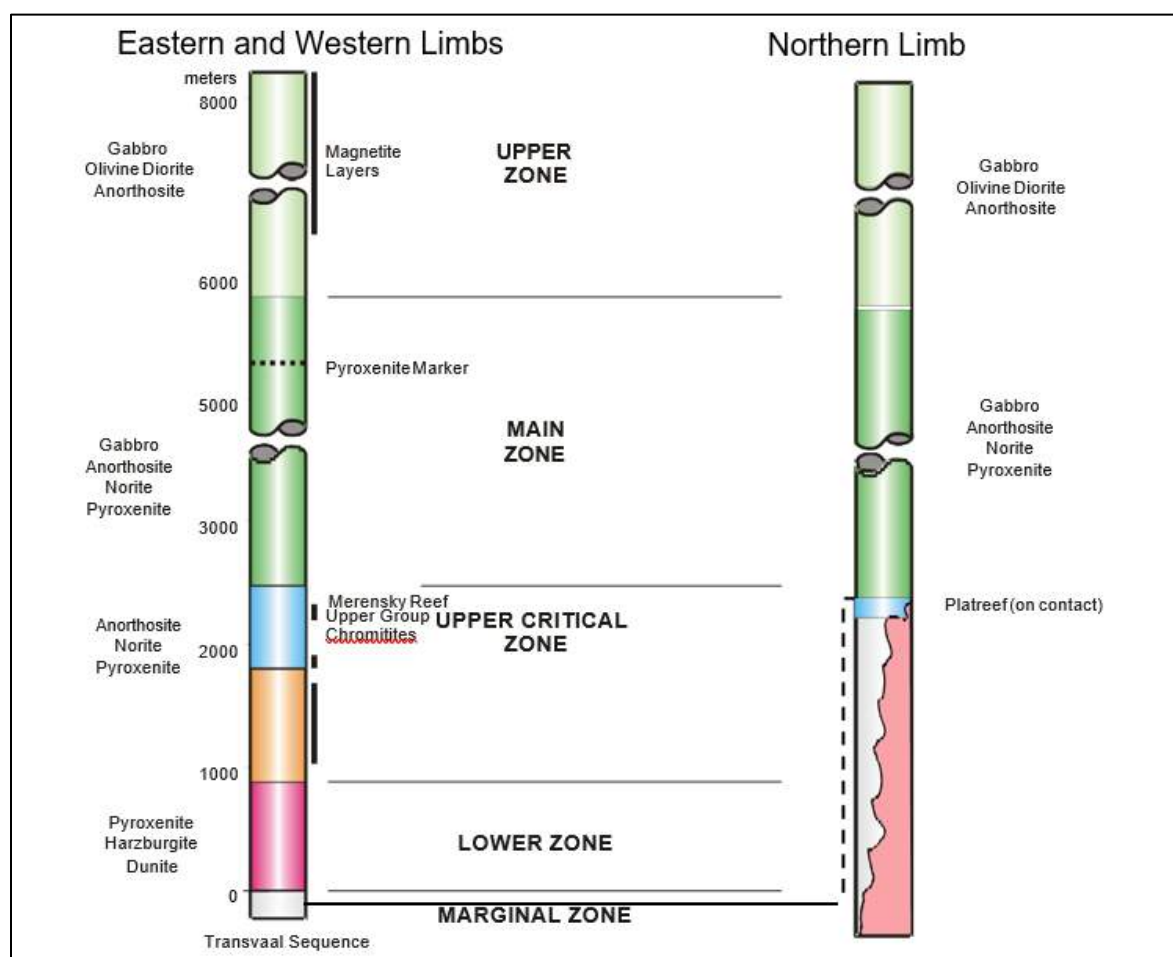 Eastern and Western Limbs
Northern Limb
meters
8000
Gabbro
Olivine Diorite
Anorthosite
Magnetite
Layers
UPPER
ZONE
Gabbro
Olivine Diorite
Anorthosite
6000
Pyroxenite Marker
5000
MAIN
ZONE
Gabbro
Anorthosite
Norite
Pyroxenite
Gabbro
Anorthosite
Norite
Pyroxenite
3000
Merensky Reef
Upper Group
Chromitites
UPPER CRITICAL
ZONE
Platreef (on contact)
Anorthosite
Norite
Pyroxenite
2000
1000
Pyroxenite
Harzburgite
Dunite
LOWER ZONE
0
MARGINAL ZONE
Transvaal Sequence